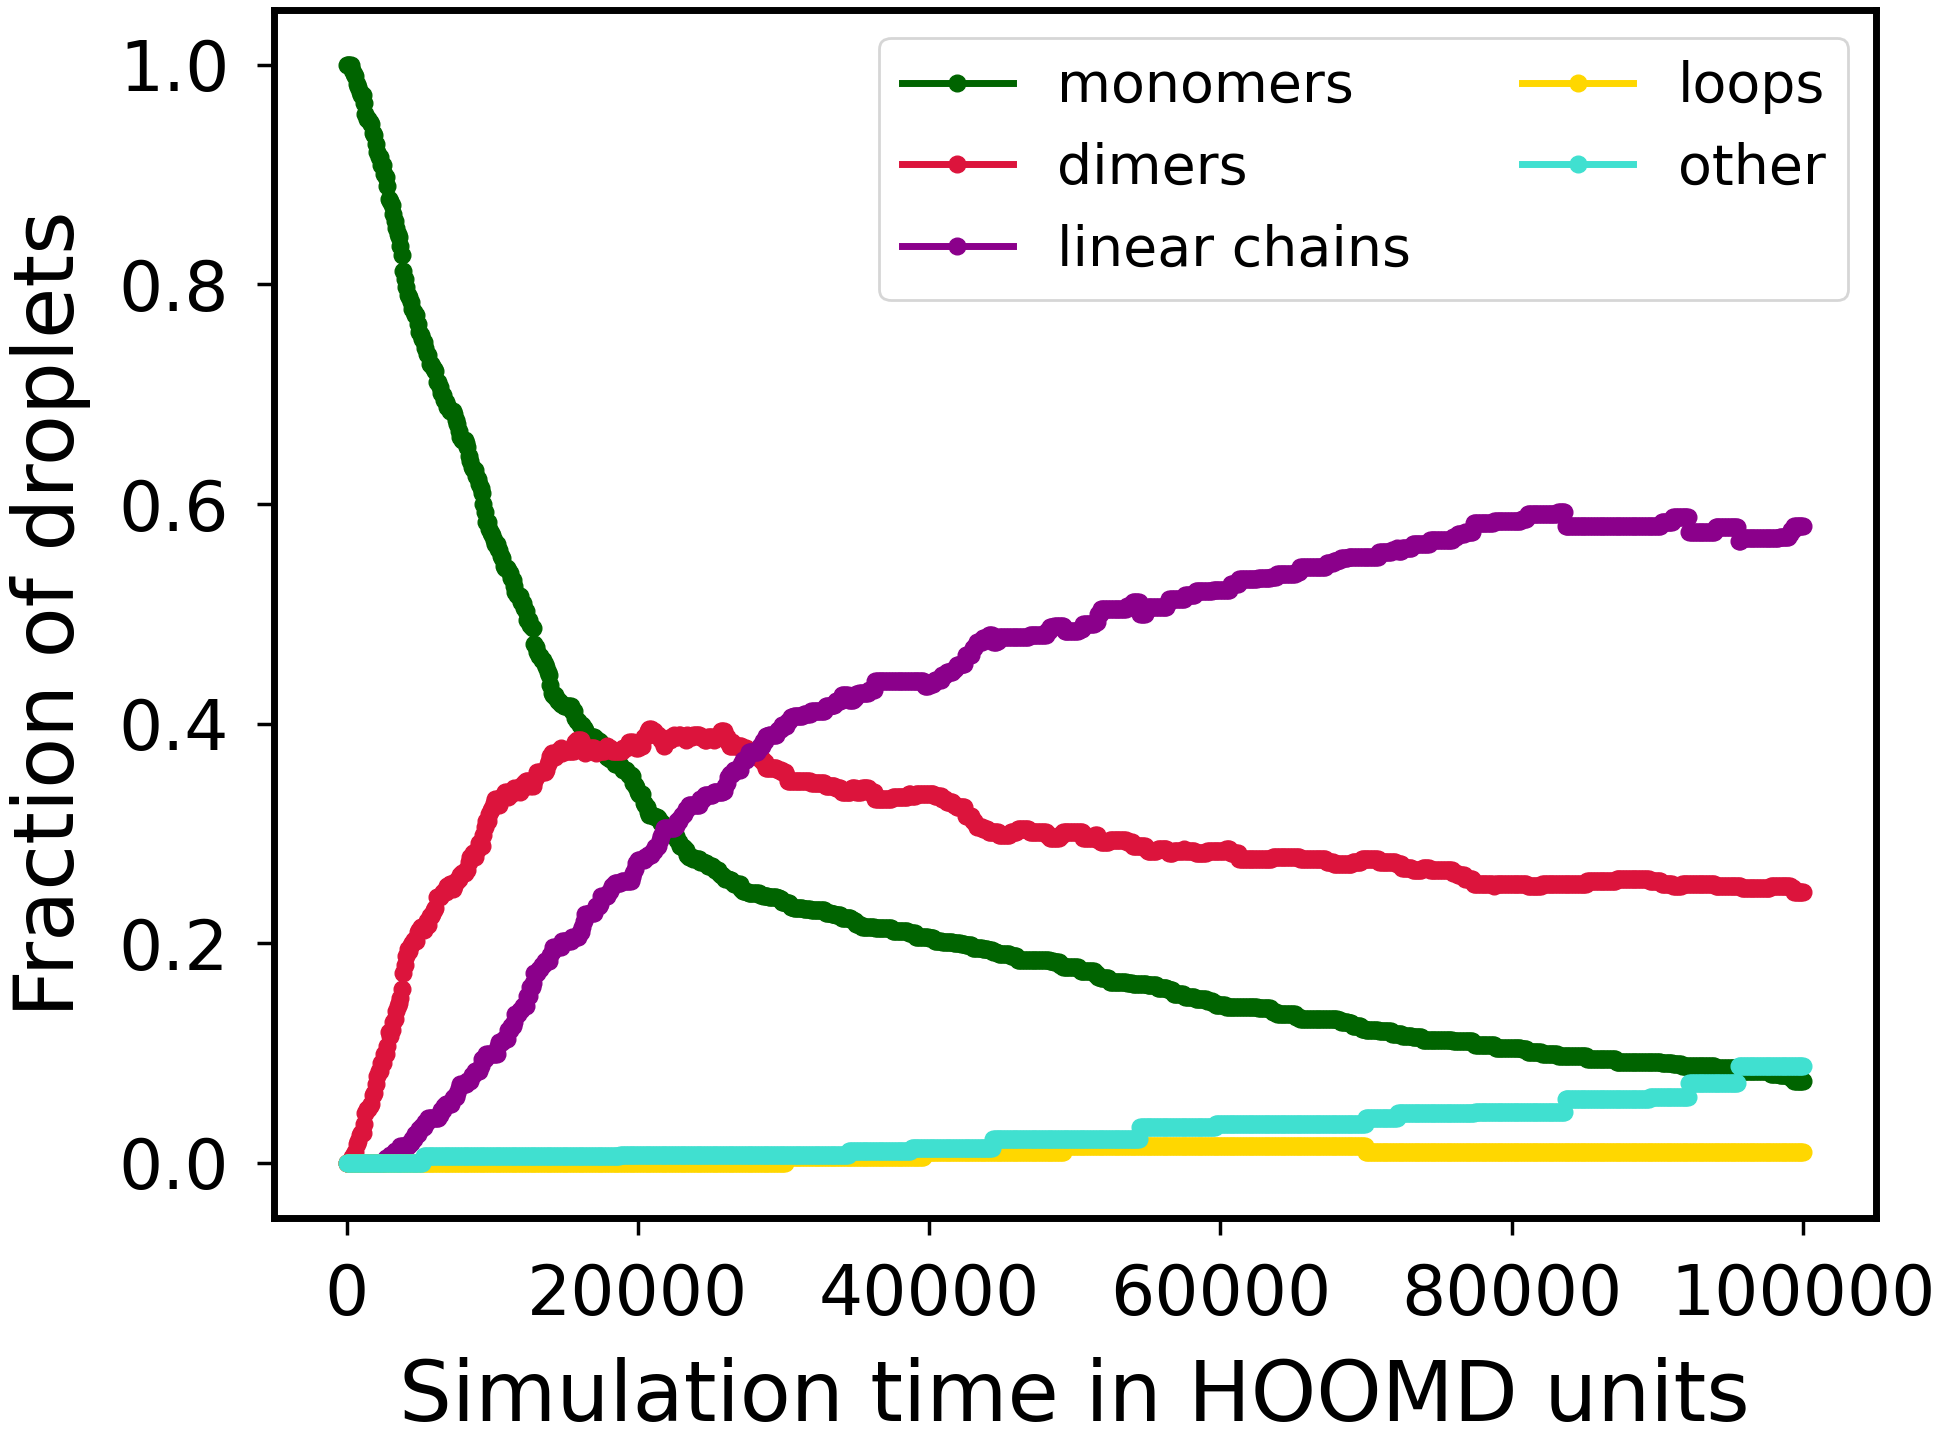 Fraction of droplets
1.0
0.8
0.6
0.4
0.2
0.0
monomers
dimers
linear chains
loops
other
0 20000 40000 60000 80000 100000
Simulation time in HOOMD units